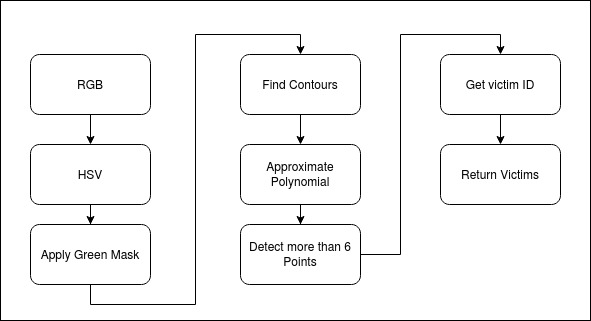 RGB
HSV
Apply Green Mask
Find Contours
Approximate
Polynomial
Detect more than 6
Points
Get victim ID
Return Victims